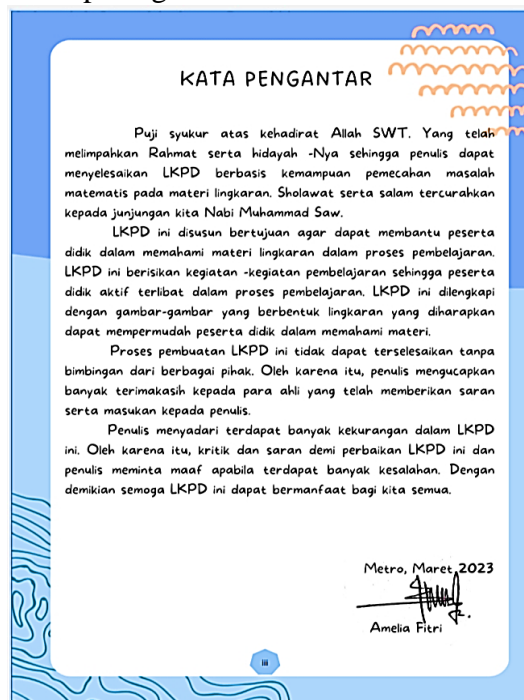 KATA PENGANTAR
Puji syukur atas kehadirat Allah SWT. Yang telah
melimpahkan Rahmat serta hidayah -Nya sehingga penulis dapat
menyelesaikan LKPD berbasis kemampuan pemecahan masalah
matematis pada materi lingkaran. Sholawat serta salam tercurahkan
kepada junjungan kita Nabi Muhammad Saw.
LKPD ini disusun bertujuan agar dapat membantu peserta
didik dalam memahami materi lingkaran dalam proses pembelajaran.
LKPD ini berisikan kegiatan -kegiatan pembelajaran sehingga peserta
didik aktif terlibat dalam proses pembelajaran. LKPD ini dilengkapi
dengan gambar-gambar yang berbentuk lingkaran yang diharapkan
dapat mempermudah peserta didik dalam memahami materi.
Proses pembuatan LKPD ini tidak dapat terselesaikan tanpa
bimbingan dari berbagai pihak. Oleh karena itu, penulis mengucapkan
banyak terimakasih kepada para ahli yang telah memberikan saran
serta masukan kepada penulis.
Penulis menyadari terdapat banyak kekurangan dalam LKPD
ini. Oleh karena itu, kritik dan saran demi perbaikan LKPD ini dan
penulis meminta maaf apabila terdapat banyak kesalahan. Dengan
demikian semoga LKPD ini dapat bermanfaat bagi kita semua.
Metro, Maret 2023
Amelia Fitri
iii